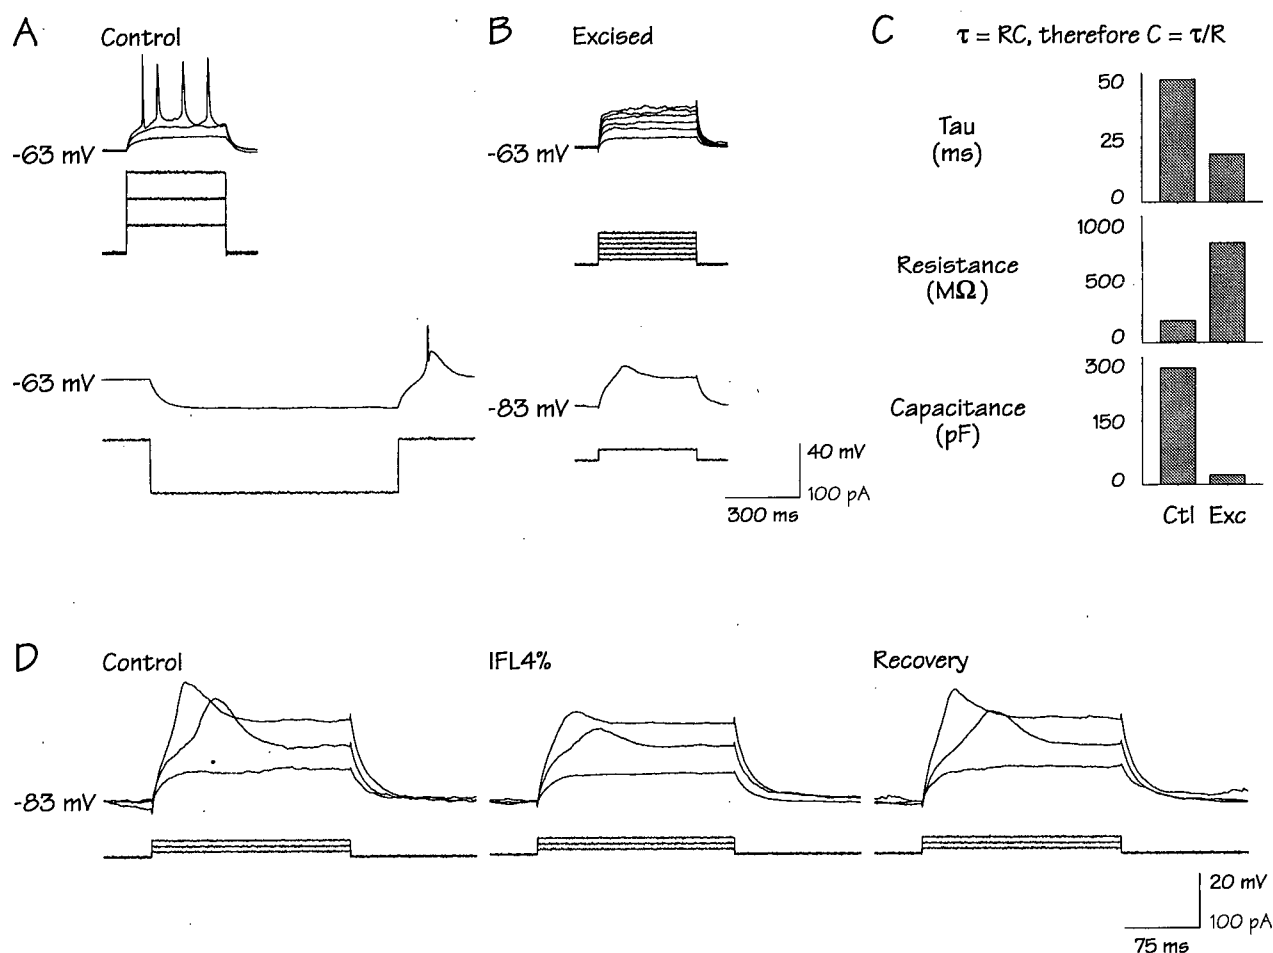 A
Control
B
Excised
C
τ = RC, therefore C = τ/R
-63 mV
-63 mV
Tau
(ms)
50
25
0
Resistance
(MΩ)
1000
500
0
-63 mV
-83 mV
Capacitance
(pF)
300
150
0
Ctl Exc
40 mV
100 pA
300 ms
D
Control
IFL4%
Recovery
-83 mV
20 mV
100 pA
75 ms